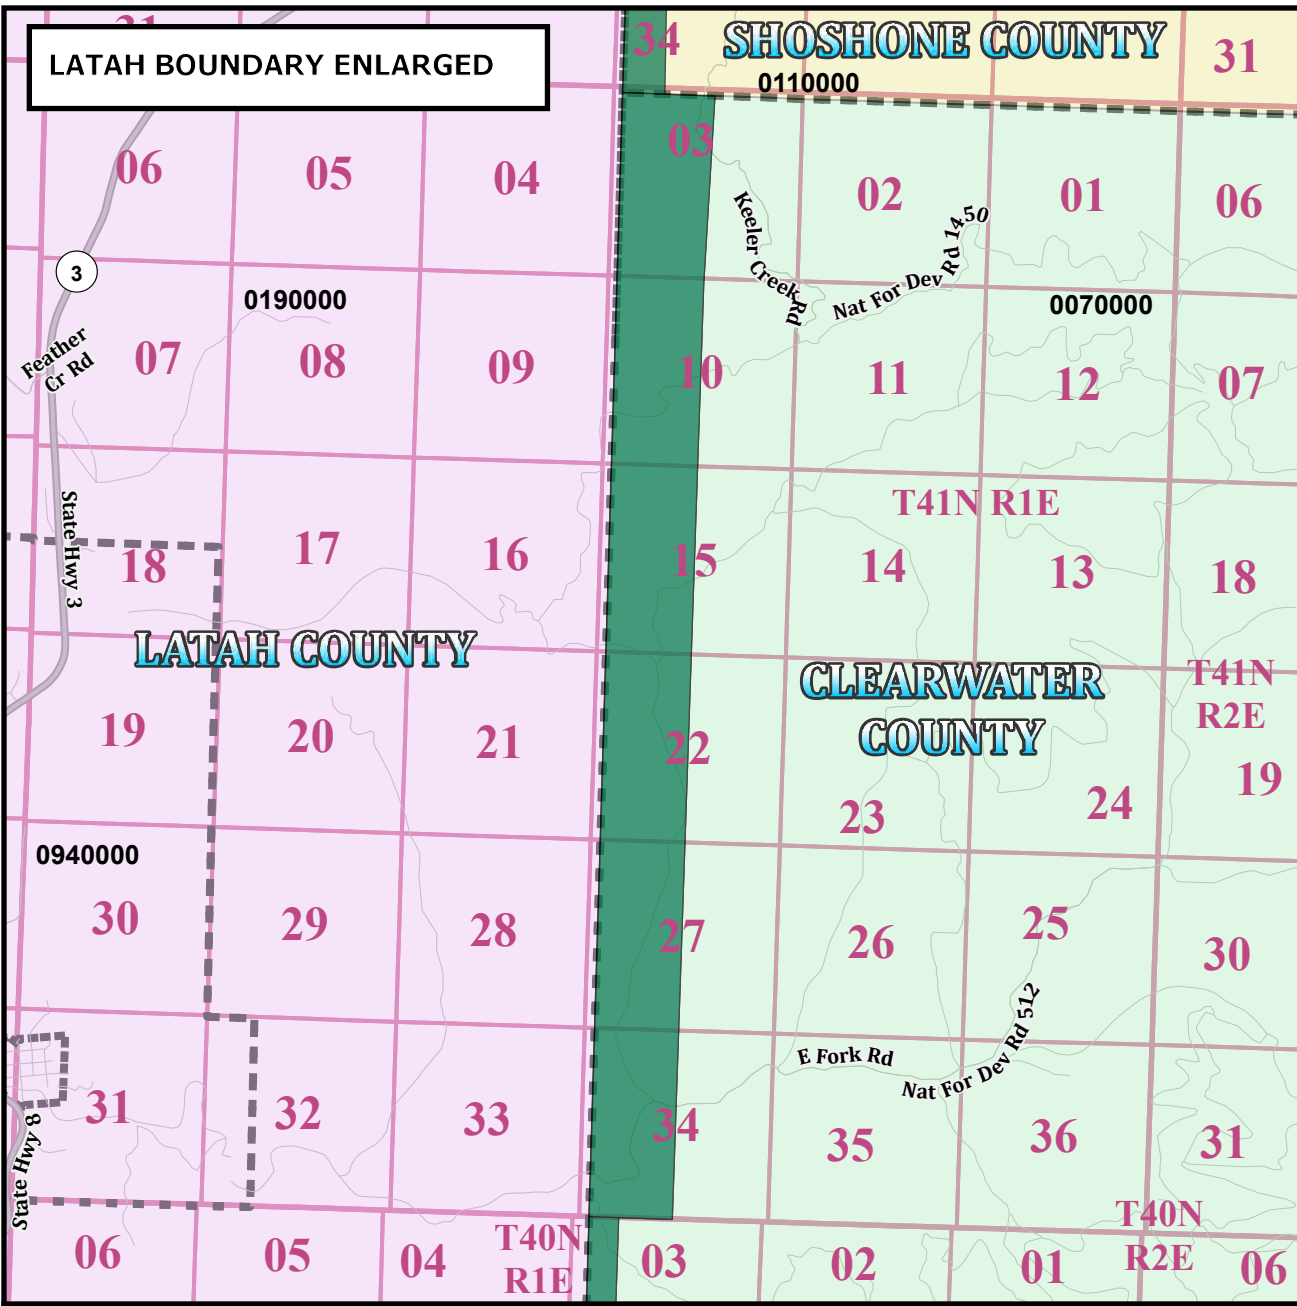 31
34
SHOSHONE COUNTY
31
LATAH BOUNDARY ENLARGED
0110000
06
05
04
03
02
01
06
Keeler Creek Rd
Nat For Dev Rd 1450
3
0190000
0070000
Feather
Cr Rd
07
08
09
10
11
12
07
T41N R1E
State Hwy 3
18
17
16
15
14
13
18
LATAH COUNTY
CLEARWATER
COUNTY
T41N
R2E
19
20
21
22
23
24
19
0940000
30
29
28
27
26
25
30
E Fork Rd
Nat For Dev Rd 512
31
32
33
34
35
36
31
State Hwy 8
T40N
R1E
T40N
R2E
06
05
04
03
02
01
06